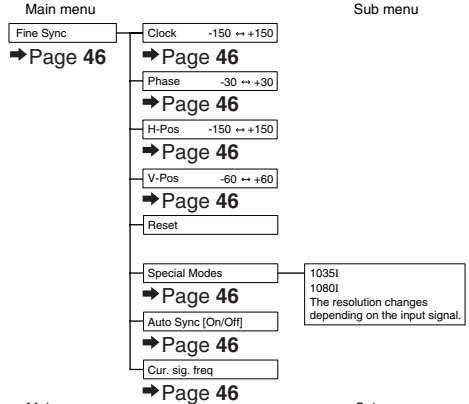 Main menu
Sub menu
Fine Sync
➡Page 46
Clock -150 ↔ +150
➡Page 46
Phase -30 ↔ +30
➡Page 46
H-Pos -150 ↔ +150
➡Page 46
V-Pos -60 ↔ +60
➡Page 46
Reset
Special Modes
➡Page 46
1035I
1080I
The resolution changes
depending on the input signal.
Auto Sync [On/Off]
➡Page 46
Cur. sig. freq
➡Page 46